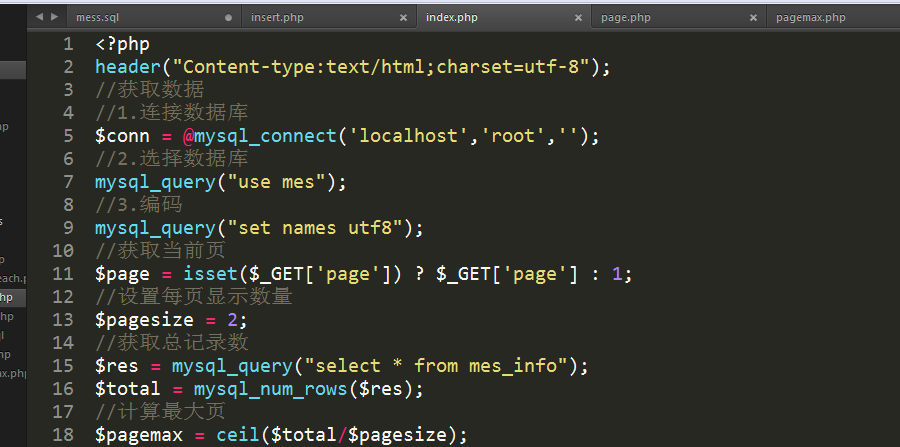 mess.sql insert.php index.php page.php pagemax.php
1 <?php
2 header("Content-type:text/html;charset=utf-8");
3 //获取数据
4 //1.连接数据库
5 $conn = @mysql_connect('localhost','root','');
6 //2.选择数据库
7 mysql_query("use mes");
8 //3.编码
9 mysql_query("set names utf8");
10 //获取当前页
11 $page = isset($_GET['page']) ? $_GET['page'] : 1;
12 //设置每页显示数量
13 $pagesize = 2;
14 //获取总记录数
15 $res = mysql_query("select * from mes_info");
16 $total = mysql_num_rows($res);
17 //计算最大页
18 $pagemax = ceil($total/$pagesize);